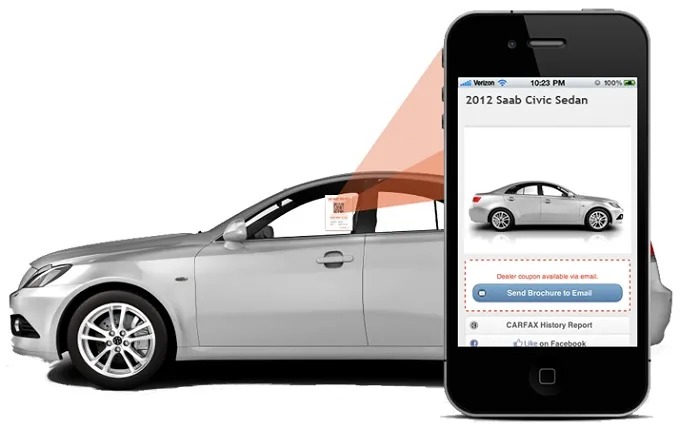 Verizon 10:23 PM 100%
2012 Saab Civic Sedan
Dealer coupon available via email.
Send Brochure to Email
CARFAX History Report
Like on Facebook